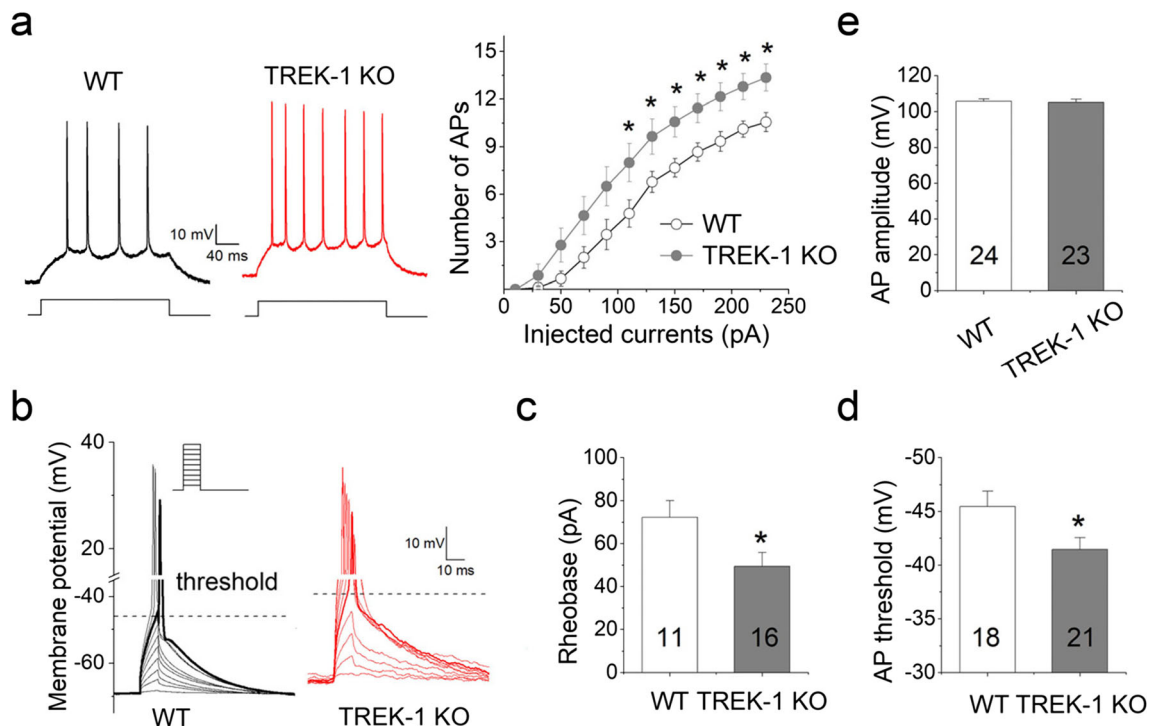 a
WT
TREK-1 KO
10 mV
40 ms
Number of APs
15
12
9
6
3
* * * * * * *
WT
TREK-1 KO
0 50 100 150 200 250
Injected currents (pA)
e
AP amplitude (mV)
120
100
80
60
40
20
0
24 23
WT TREK-1 KO
b
Membrane potential (mV)
40
20
-40
-60
threshold
10 mV
10 ms
WT TREK-1 KO
c
Rheobase (pA)
100
80
60
40
20
0
*
11 16
WT TREK-1 KO
d
AP threshold (mV)
-50
-45
-40
-35
-30
*
18 21
WT TREK-1 KO